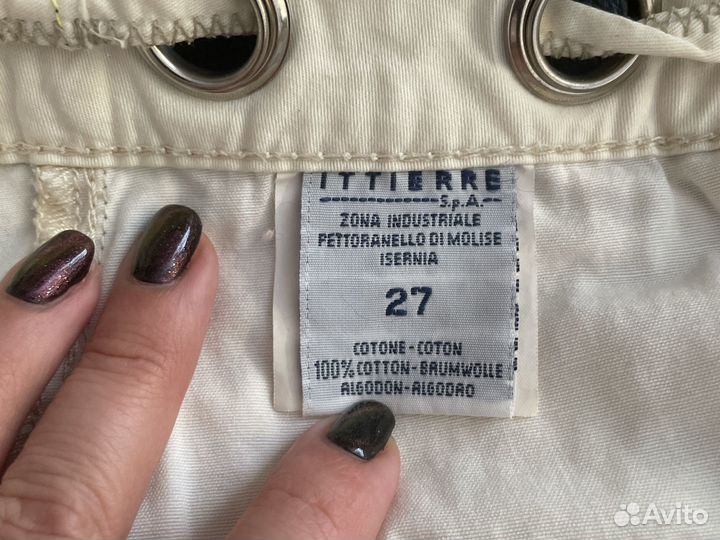 ITTIERRE
S.p.A.
ZONA INDUSTRIALE
PETTORANELLO DI MOLISE
ISERNIA
27
COTONE-COTON
100% COTTON-BAUMWOLLE
ALGODON-ALGODAO
Avito